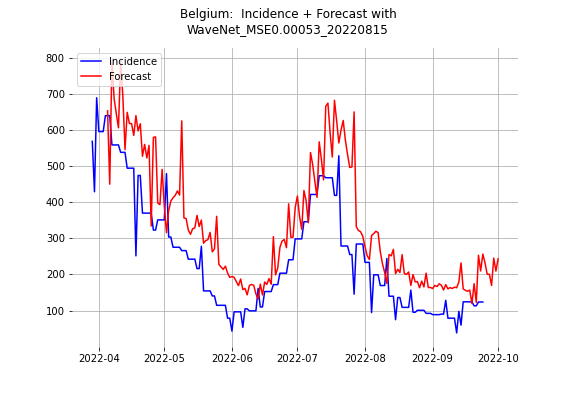 Belgium:  Incidence + Forecast with
WaveNet_MSE0.00053_20220815
Incidence
Forecast
800
700
600
500
400
300
200
100
2022-04 2022-05 2022-06 2022-07 2022-08 2022-09 2022-10